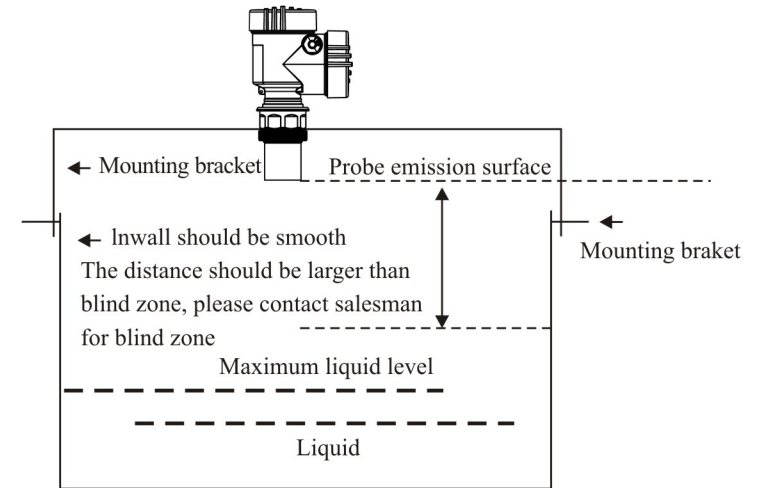 Mounting bracket
Probe emission surface
lnwall should be smooth
Mounting braket
The distance should be larger than
blind zone, please contact salesman
for blind zone
Maximum liquid level
Liquid